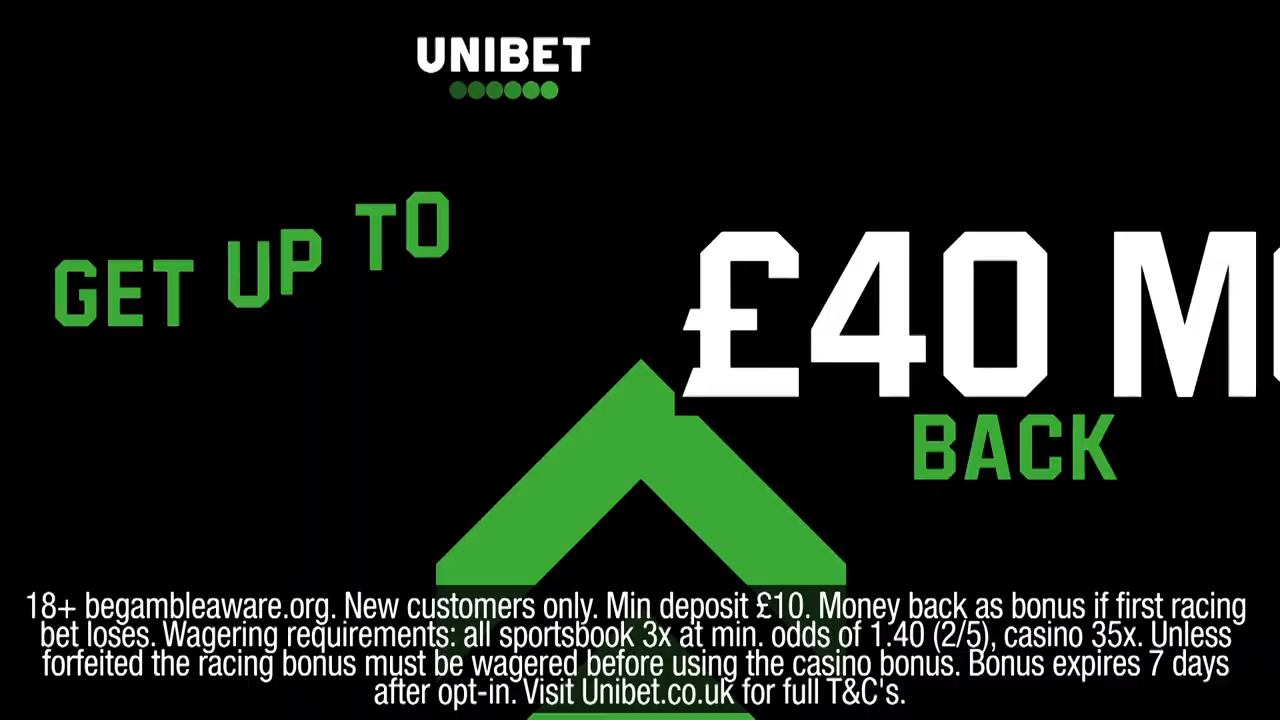 UNIBET
GET UP TO
£40 M
BACK
18+ begambleaware.org. New customers only. Min deposit £10. Money back as bonus if first racing
bet loses. Wagering requirements: all sportsbook 3x at min. odds of 1.40 (2/5), casino 35x. Unless
forfeited the racing bonus must be wagered before using the casino bonus. Bonus expires 7 days
after opt-in. Visit Unibet.co.uk for full T&C's.